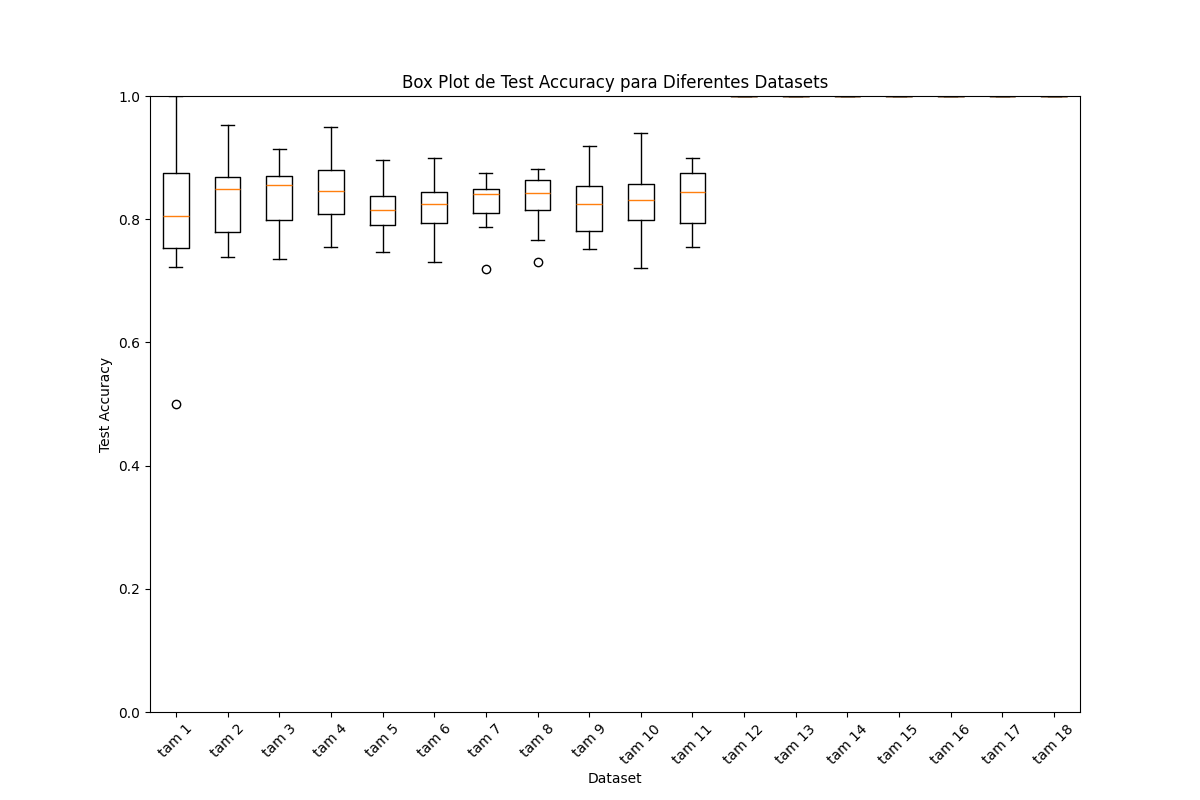 Box Plot de Test Accuracy para Diferentes Datasets
Test Accuracy
1.0
0.8
0.6
0.4
0.2
0.0
tam 1
tam 2
tam 3
tam 4
tam 5
tam 6
tam 7
tam 8
tam 9
tam 10
tam 11
tam 12
tam 13
tam 14
tam 15
tam 16
tam 17
tam 18
Dataset